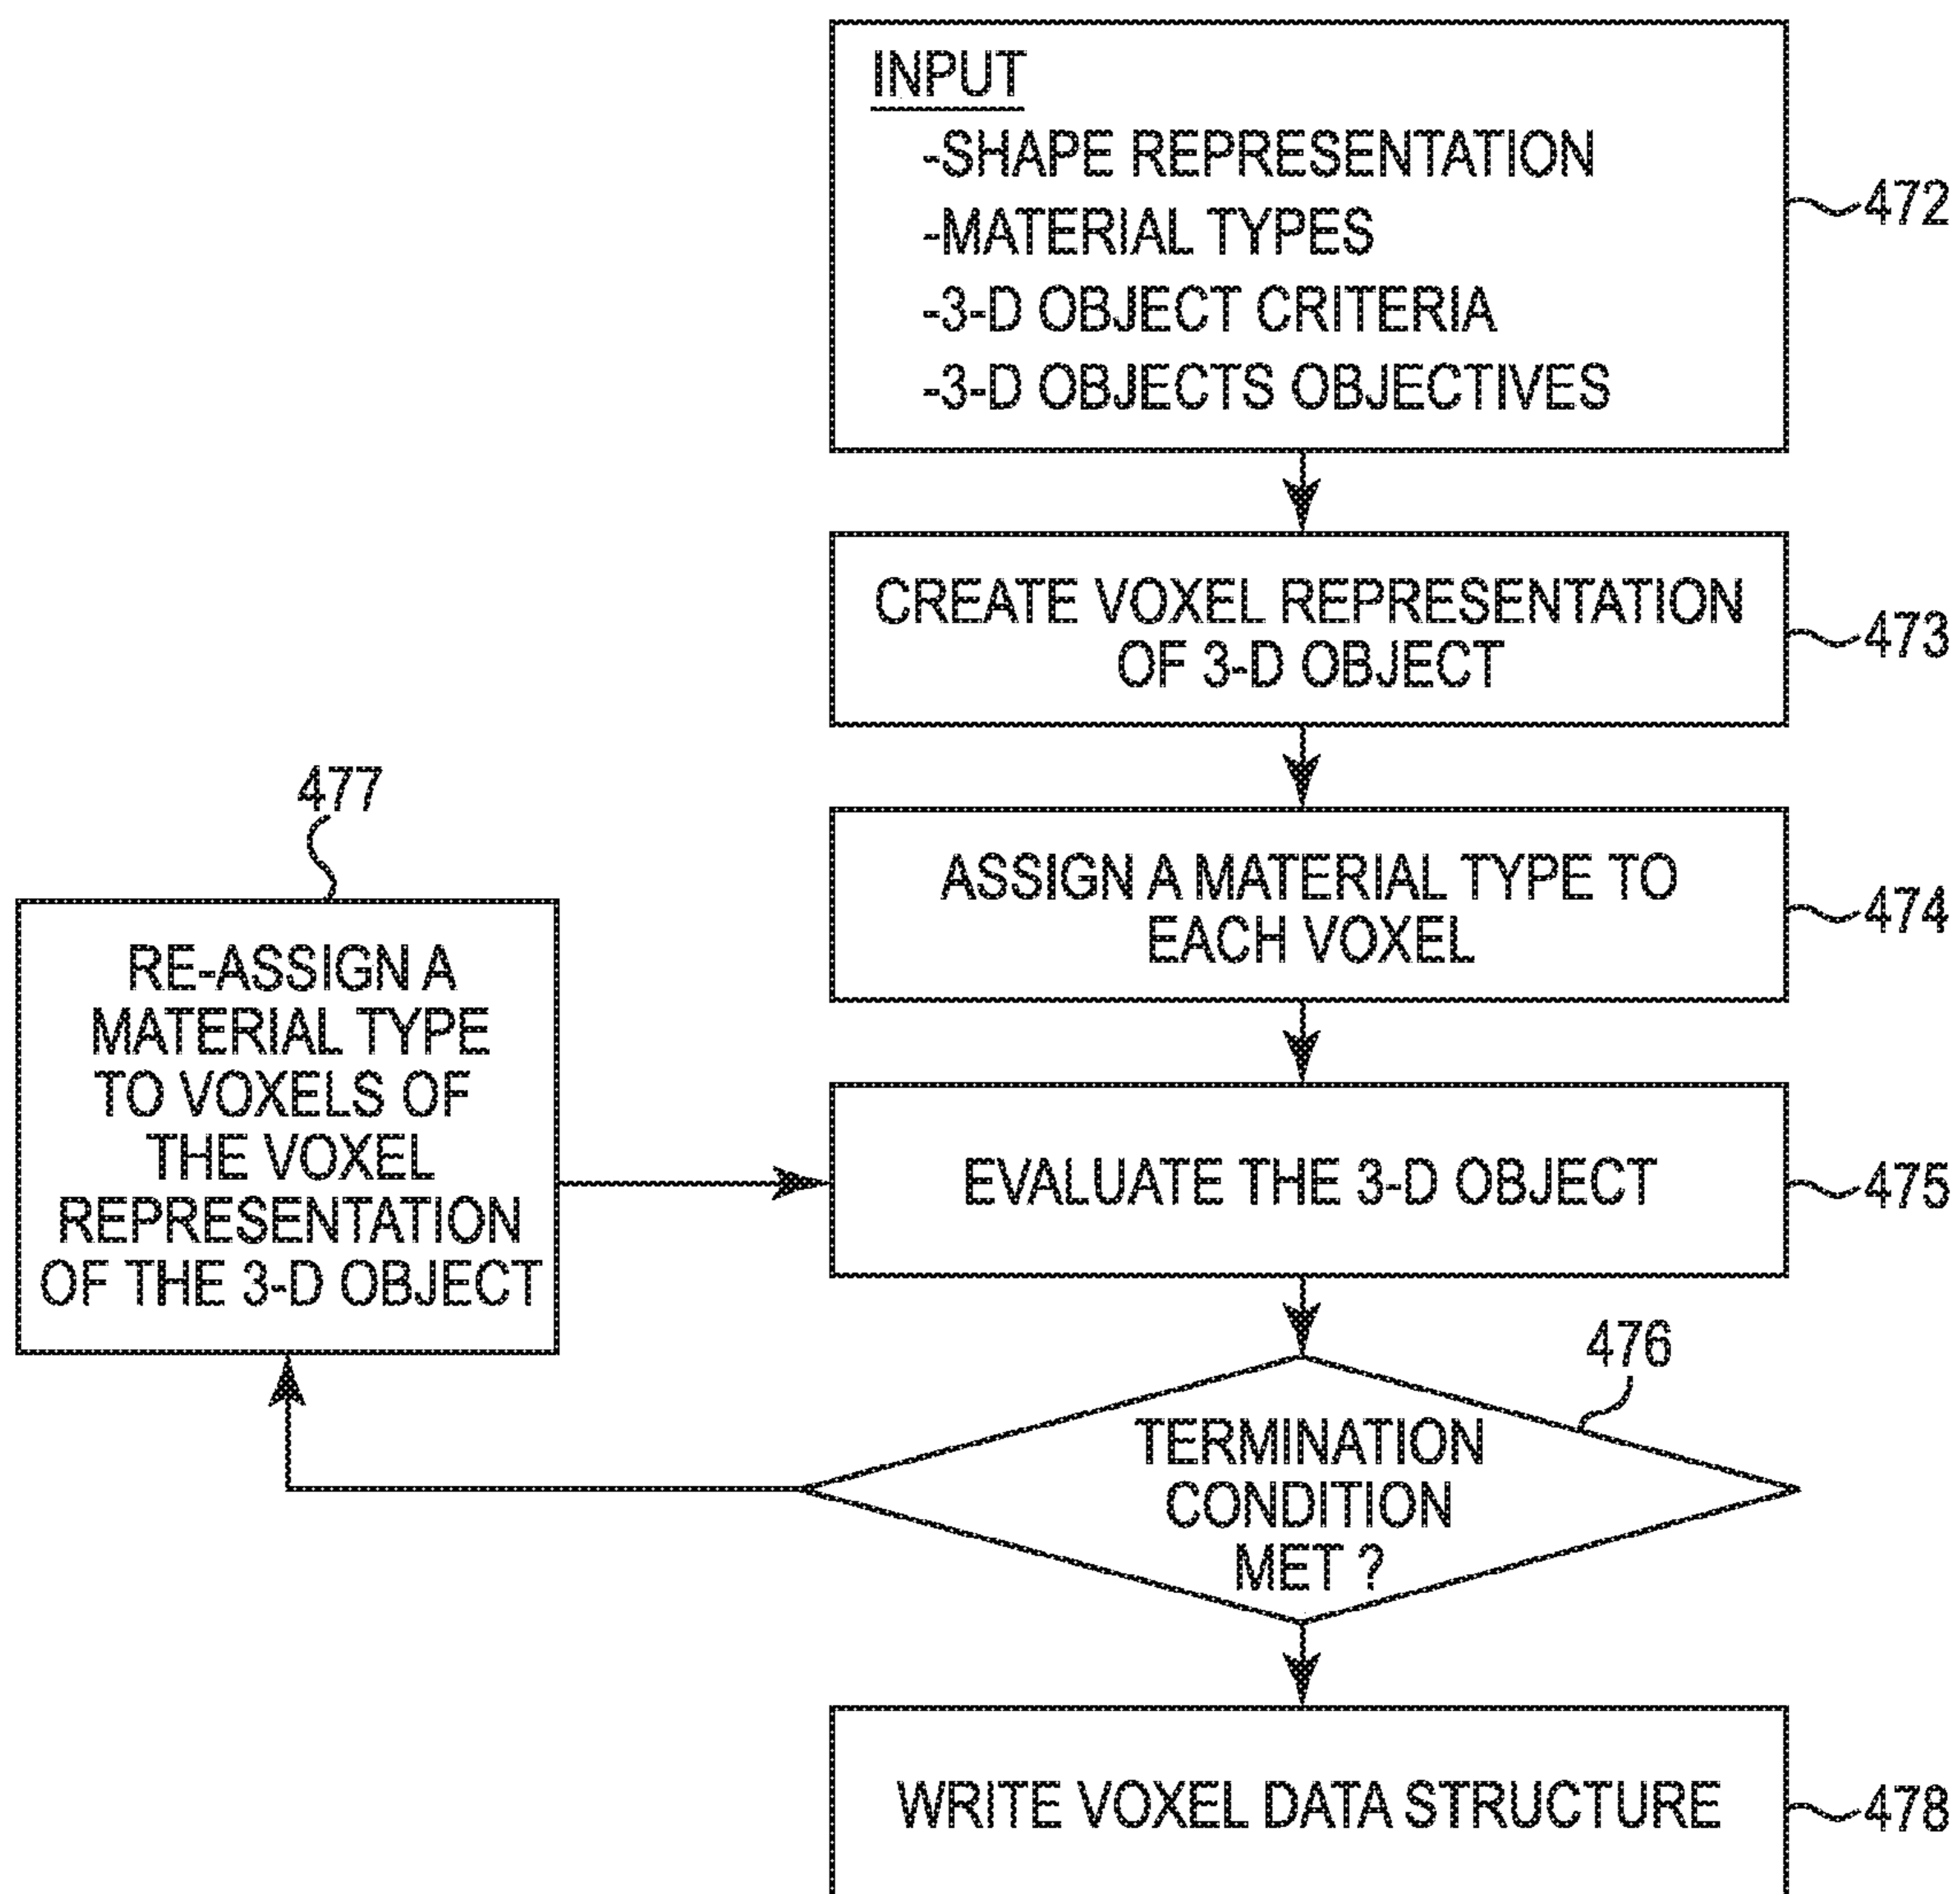 INPUT
-SHAPE REPRESENTATION
-MATERIAL TYPES
-3-D OBJECT CRITERIA
-3-D OBJECTS OBJECTIVES
472
CREATE VOXEL REPRESENTATION
OF 3-D OBJECT
473
ASSIGN A MATERIAL TYPE TO
EACH VOXEL
474
477
RE-ASSIGN A
MATERIAL TYPE
TO VOXELS OF
THE VOXEL
REPRESENTATION
OF THE 3-D OBJECT
EVALUATE THE 3-D OBJECT
475
476
TERMINATION
CONDITION
MET ?
WRITE VOXEL DATA STRUCTURE
478